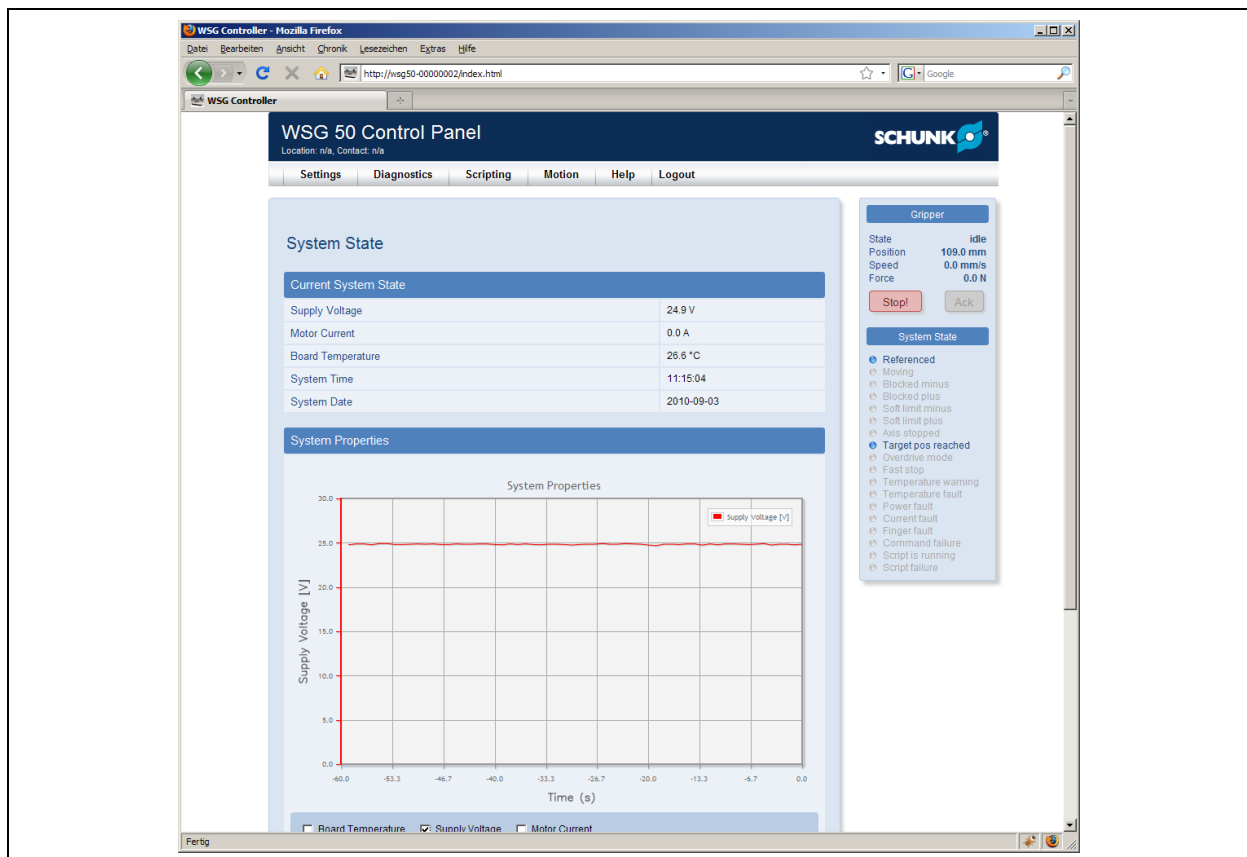 WSG Controller - Mozilla Firefox
Datei Bearbeiten Ansicht Chronik Lesezeichen Extras Hilfe
http://wsg50-00000002/index.html
Google
WSG Controller
WSG 50 Control Panel
Location: n/a, Contact: n/a
SCHUNK®
Settings Diagnostics Scripting Motion Help Logout
System State
Current System State
Supply Voltage 24.9 V
Motor Current 0.0 A
Board Temperature 26.6 °C
System Time 11:15:04
System Date 2010-09-03
System Properties
System Properties
Supply Voltage [V]
30.0
25.0
20.0
15.0
10.0
5.0
0.0
Supply Voltage [V]
-60.0 -53.3 -46.7 -40.0 -33.3 -26.7 -20.0 -13.3 -6.7 0.0
Time (s)
Board Temperature Supply Voltage Motor Current
Gripper
State idle
Position 109.0 mm
Speed 0.0 mm/s
Force 0.0 N
Stop! Ack
System State
Referenced
Moving
Blocked minus
Blocked plus
Soft limit minus
Soft limit plus
Axis stopped
Target pos reached
Overdrive mode
Fast stop
Temperature warning
Temperature fault
Power fault
Current fault
Finger fault
Command failure
Script is running
Script failure
Fertig